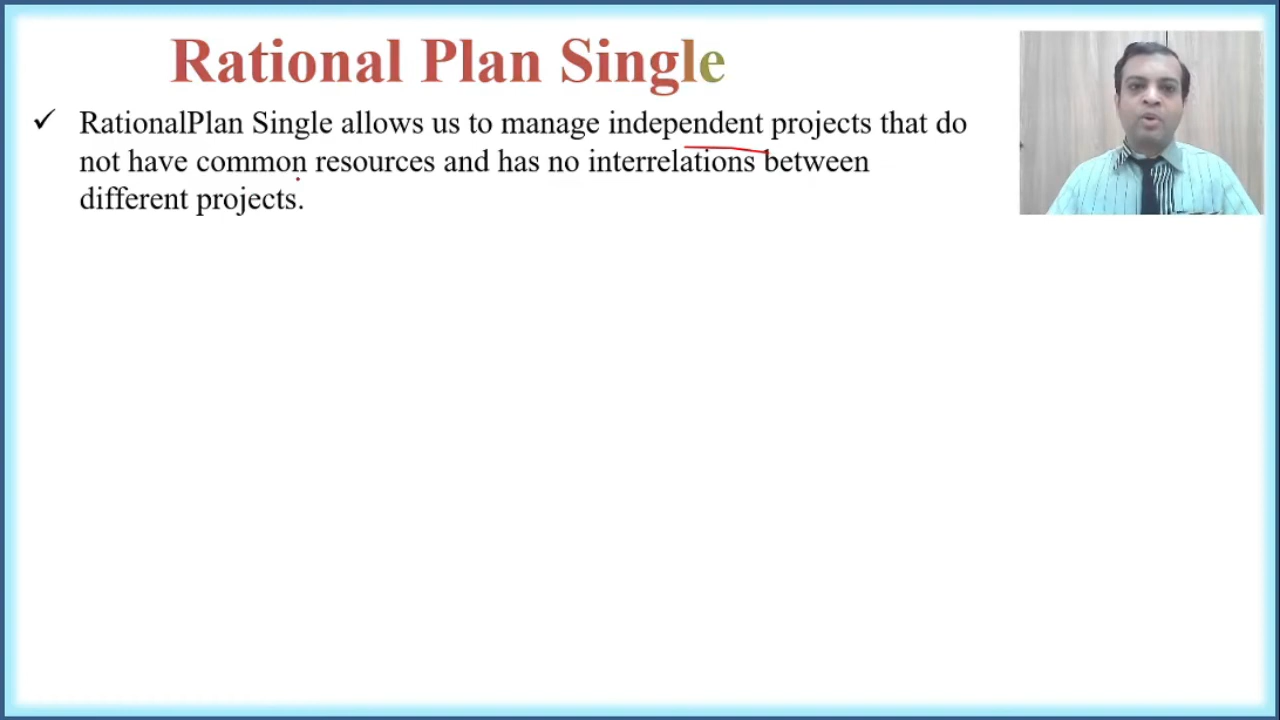 Rational Plan Single
✓ RationalPlan Single allows us to manage independent projects that do
not have common resources and has no interrelations between
different projects.